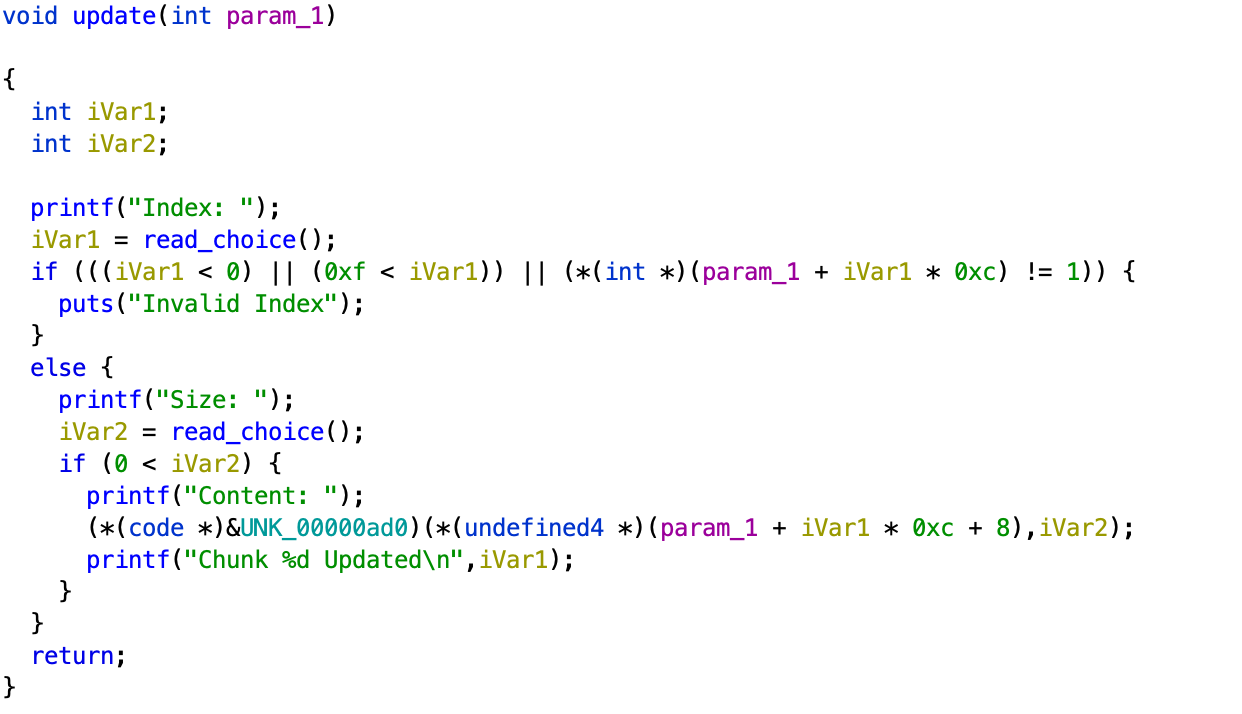 void update(int param_1)
{
int iVar1;
int iVar2;
printf("Index: ");
iVar1 = read_choice();
if (((iVar1 < 0) || (0xf < iVar1)) || (*(int *)(param_1 + iVar1 * 0xc) != 1)) {
puts("Invalid Index");
}
else {
printf("Size: ");
iVar2 = read_choice();
if (0 < iVar2) {
printf("Content: ");
(*(code *)&UNK_00000ad0)(*(undefined4 *)(param_1 + iVar1 * 0xc + 8),iVar2);
printf("Chunk %d Updated\n",iVar1);
}
}
return;
}